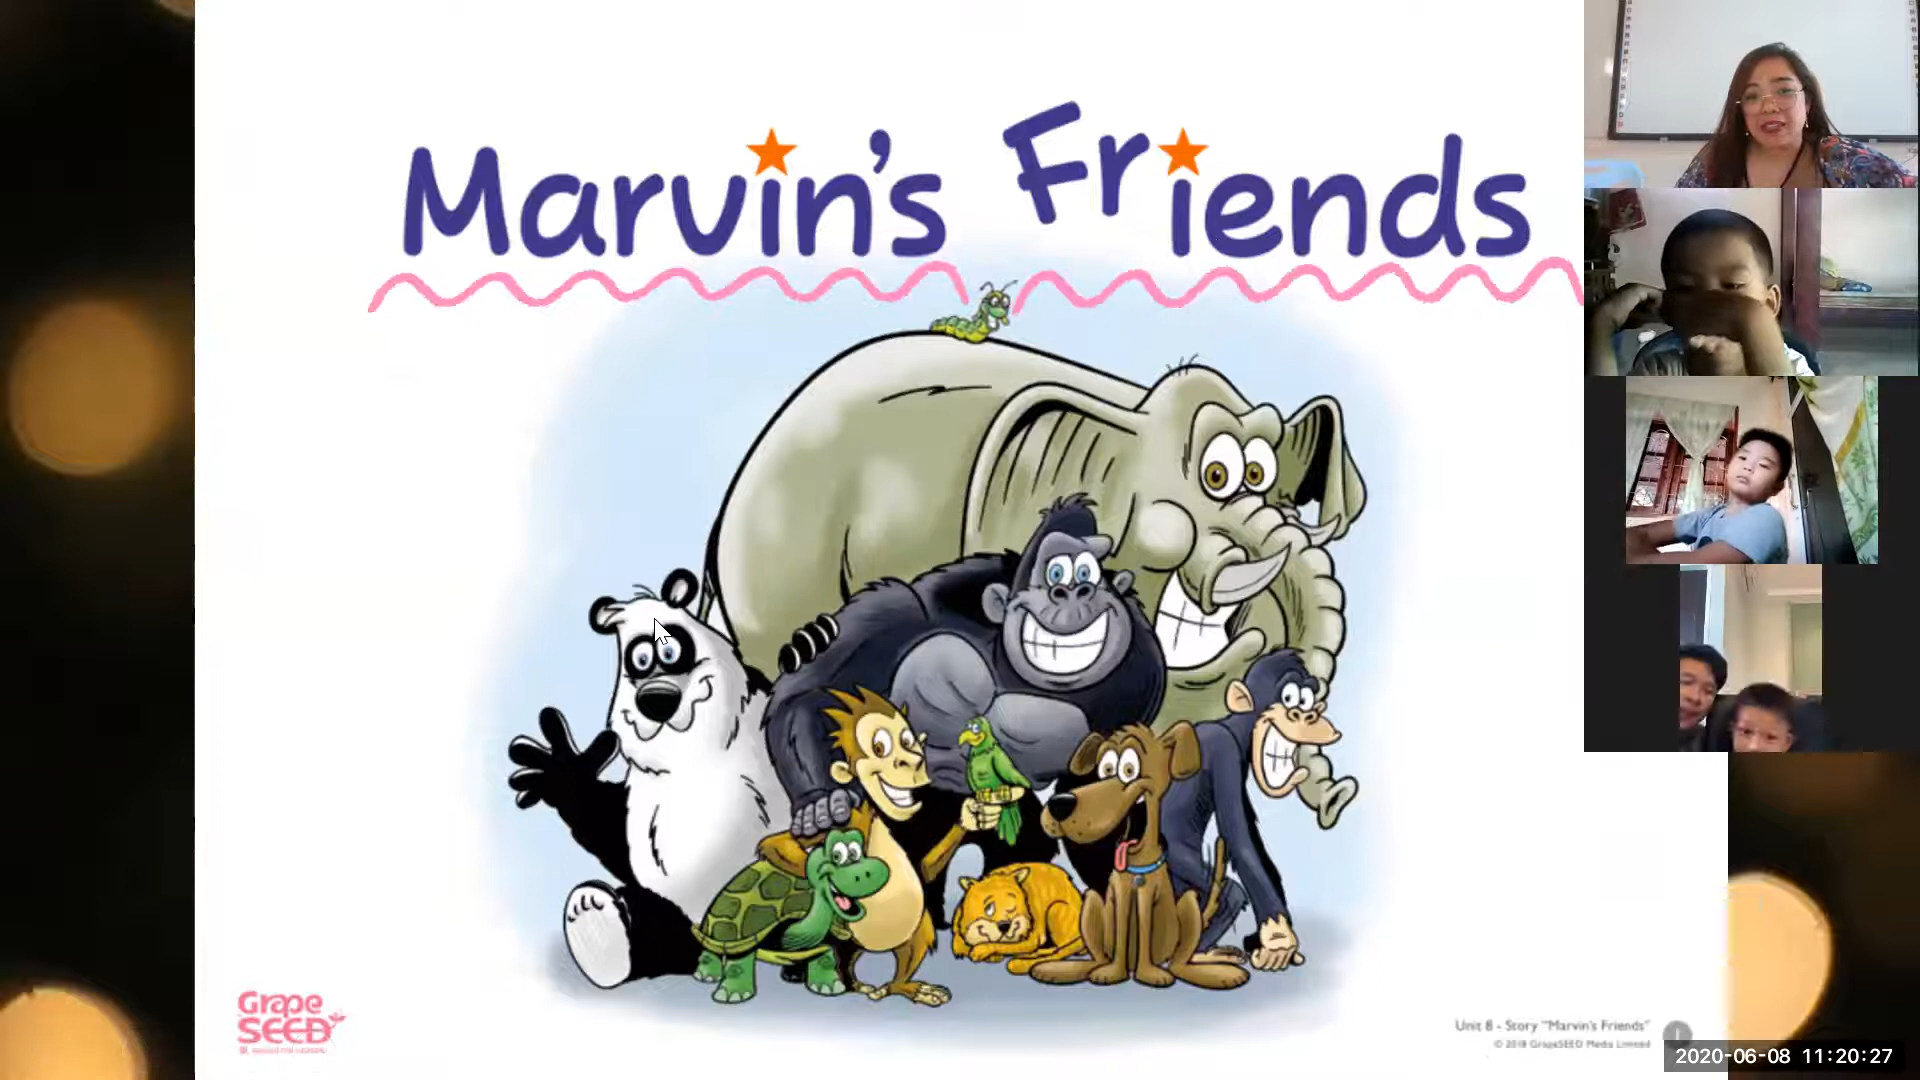 Marvin's Friends
Grape
SEED
Unit 8 - Story "Marvin's Friends"
© 2018 GrapeSEED Media Limited
2020-06-08 11:20:27